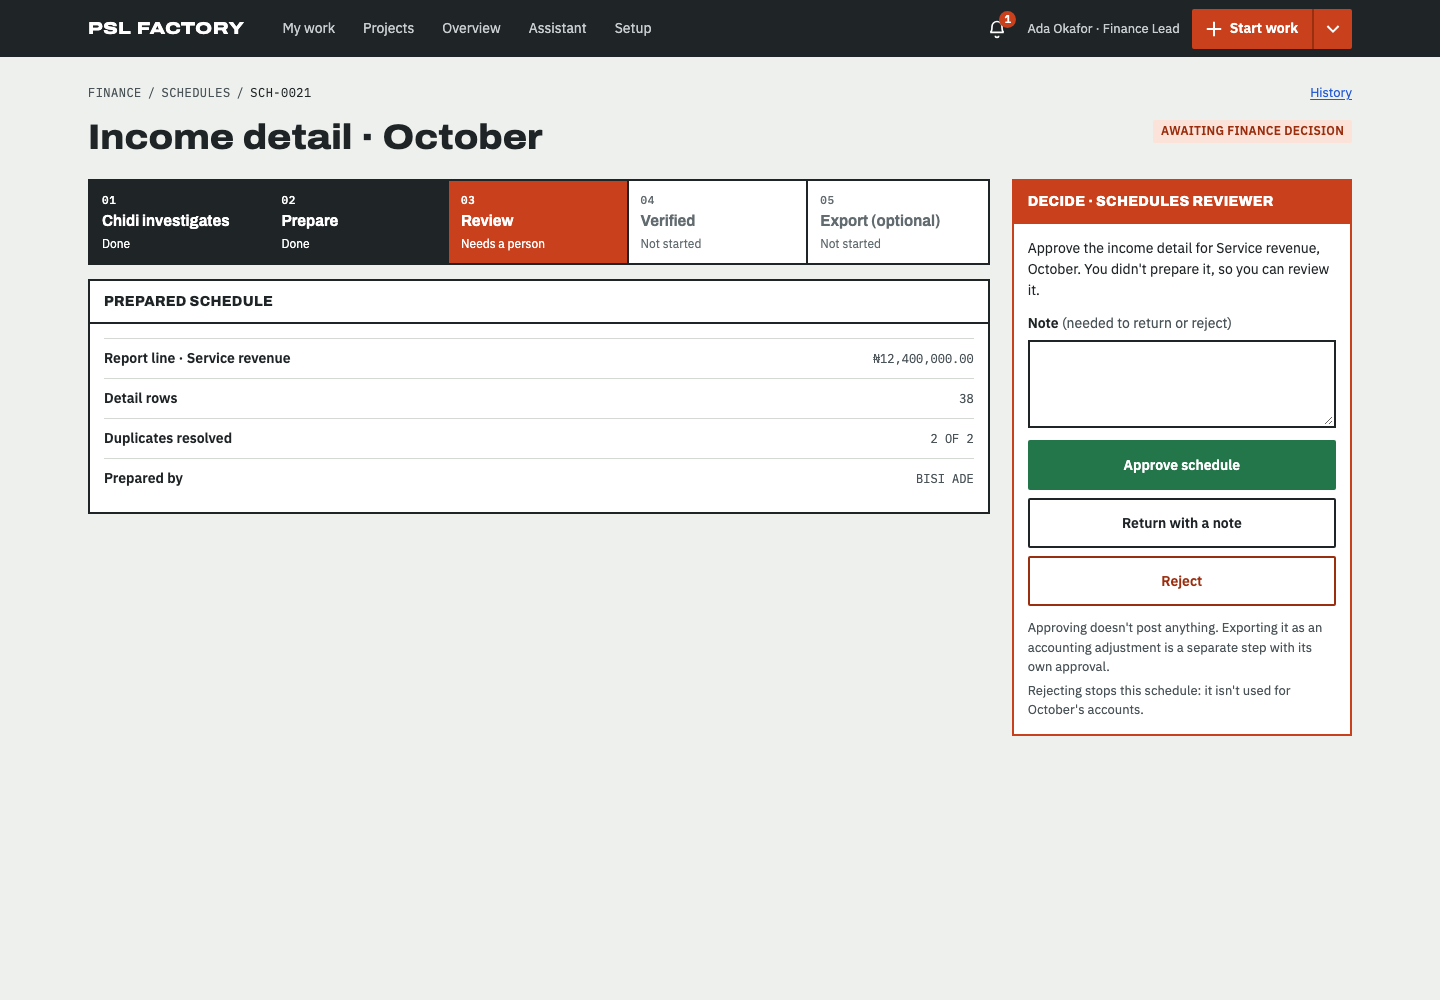 PSL FACTORY
My work
Projects
Overview
Assistant
Setup
1
Ada Okafor · Finance Lead
Start work
FINANCE / SCHEDULES / SCH-0021
History
Income detail · October
AWAITING FINANCE DECISION
01
Chidi investigates
Done
02
Prepare
Done
03
Review
Needs a person
04
Verified
Not started
05
Export (optional)
Not started
PREPARED SCHEDULE
Report line · Service revenue
₦12,400,000.00
Detail rows
38
Duplicates resolved
2 OF 2
Prepared by
BISI ADE
DECIDE · SCHEDULES REVIEWER
Approve the income detail for Service revenue,
October. You didn't prepare it, so you can review
it.
Note (needed to return or reject)
Approve schedule
Return with a note
Reject
Approving doesn't post anything. Exporting it as an
accounting adjustment is a separate step with its
own approval.
Rejecting stops this schedule: it isn't used for
October's accounts.